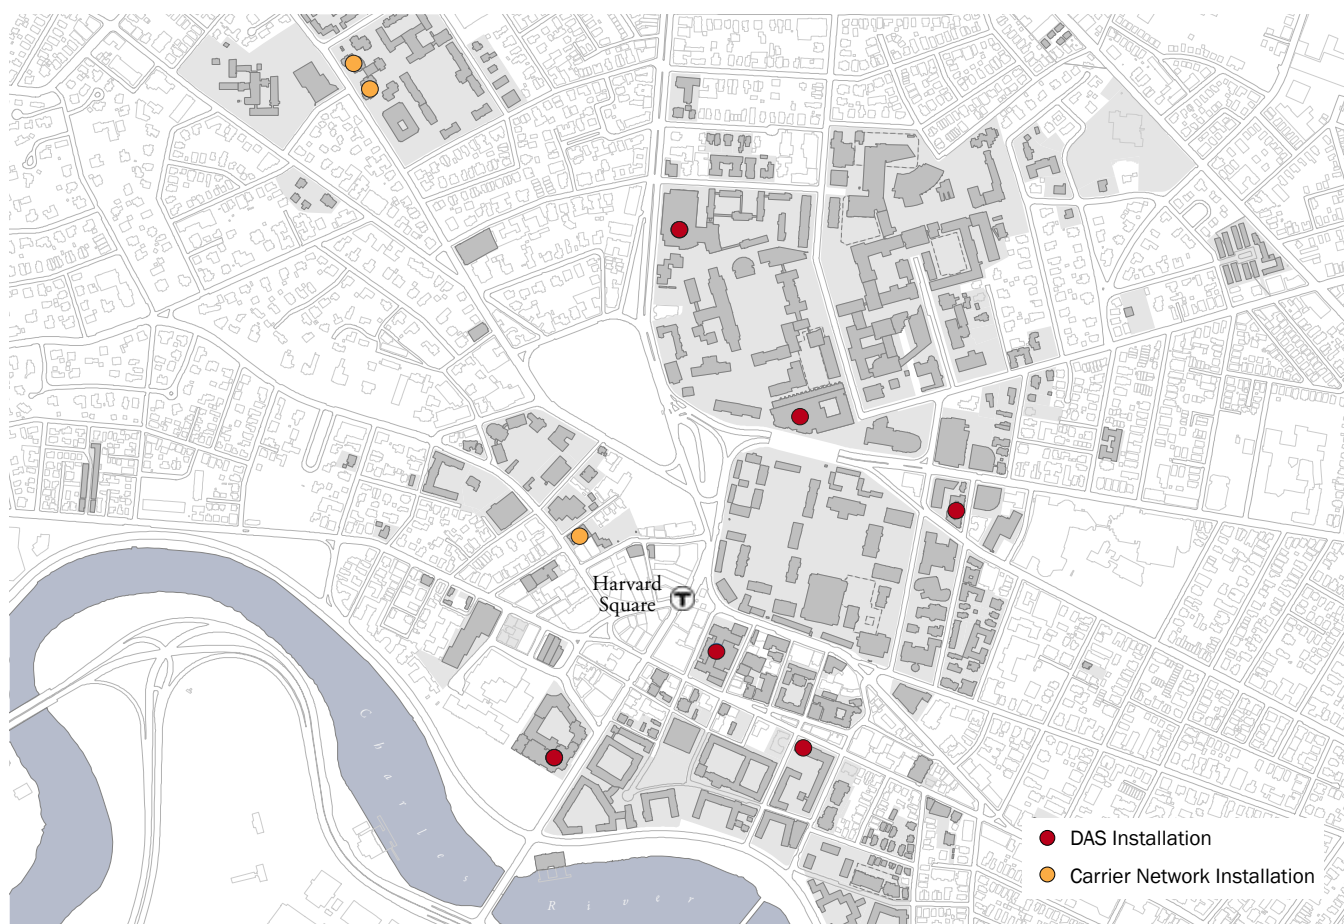 Harvard
Square
T
Charles
River
DAS Installation
Carrier Network Installation